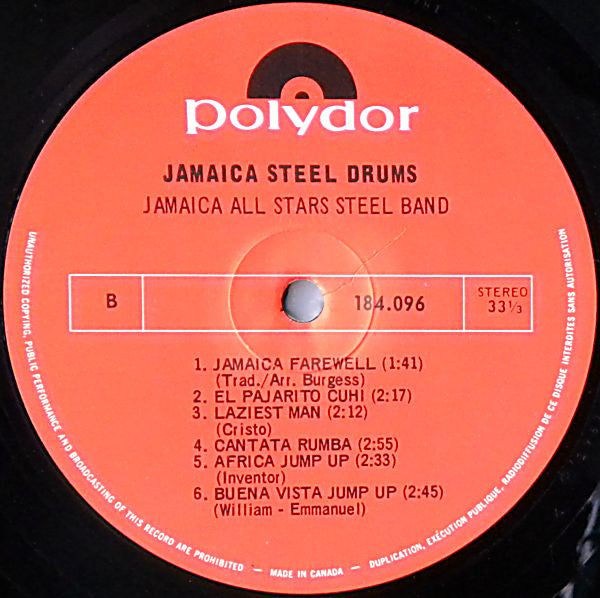 polydor
JAMAICA STEEL DRUMS
JAMAICA ALL STARS STEEL BAND
B
184.096
STEREO
33⅓
1. JAMAICA FAREWELL (1:41)
(Trad./Arr. Burgess)
2. EL PAJARITO CUHI (2:17)
3. LAZIEST MAN (2:12)
(Cristo)
4. CANTATA RUMBA (2:55)
5. AFRICA JUMP UP (2:33)
(Inventor)
6. BUENA VISTA JUMP UP (2:45)
(William - Emmanuel)
UNAUTHORIZED COPYING, PUBLIC PERFORMANCE AND BROADCASTING OF THIS RECORD ARE PROHIBITED — MADE IN CANADA — DUPLICATION, EXÉCUTION PUBLIQUE, RADIODIFFUSION DE CE DISQUE INTERDITES SANS AUTORISATION